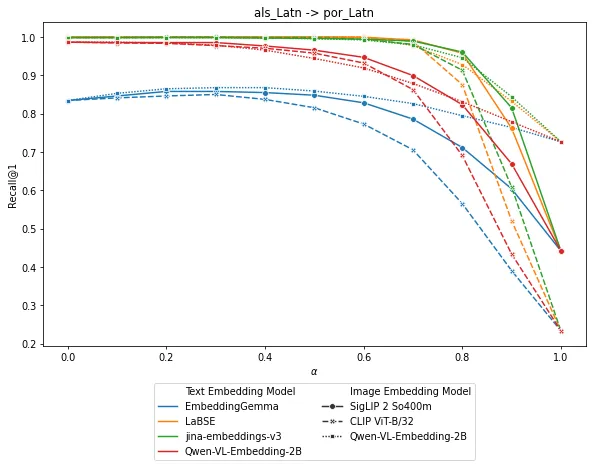 als_Latn -> por_Latn
Recall@1
1.0
0.9
0.8
0.7
0.6
0.5
0.4
0.3
0.2
0.0
0.2
0.4
0.6
0.8
1.0
α
Text Embedding Model
EmbeddingGemma
LaBSE
jina-embeddings-v3
Qwen-VL-Embedding-2B
Image Embedding Model
SigLIP 2 So400m
CLIP ViT-B/32
Qwen-VL-Embedding-2B